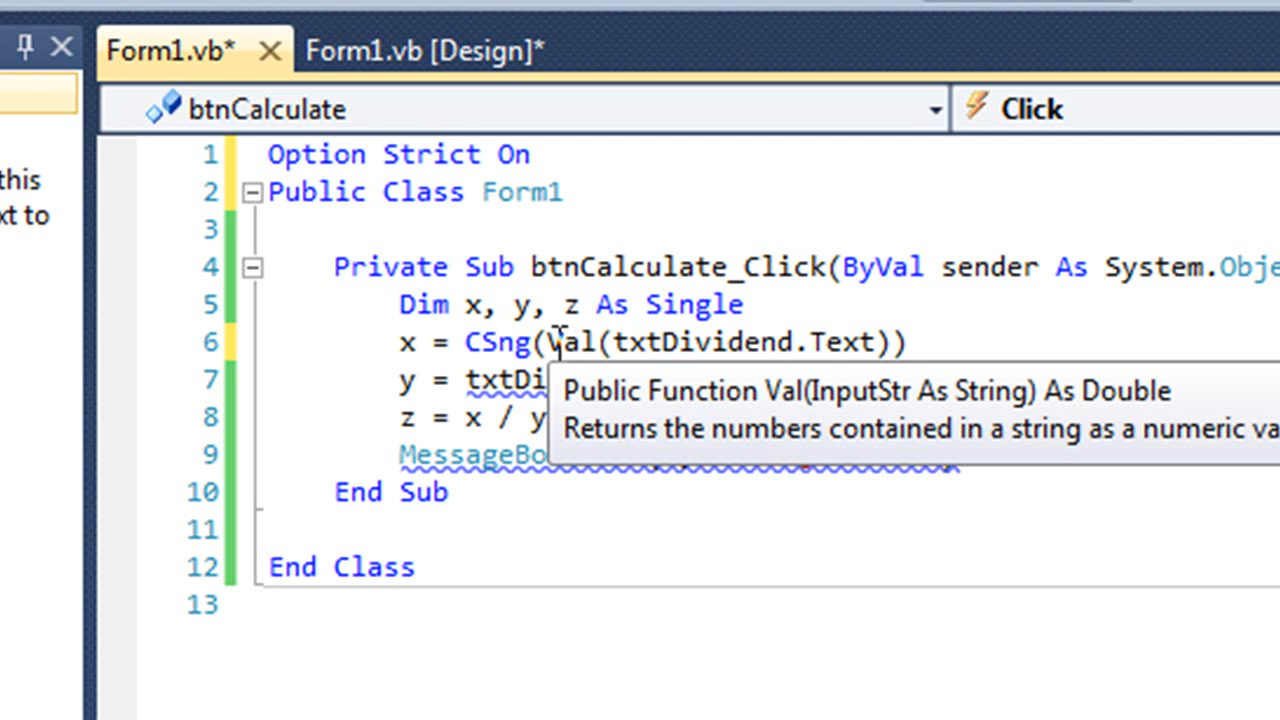 this
xt to
Form1.vb* Form1.vb [Design]*
btnCalculate Click
1 Option Strict On
2 Public Class Form1
3
4 Private Sub btnCalculate_Click(ByVal sender As System.Obje
5 Dim x, y, z As Single
6 x = CSng(Val(txtDividend.Text))
7 y = txtDi
8 z = x / y
9 MessageBo
10 End Sub
11
12 End Class
13
Public Function Val(InputStr As String) As Double
Returns the numbers contained in a string as a numeric va